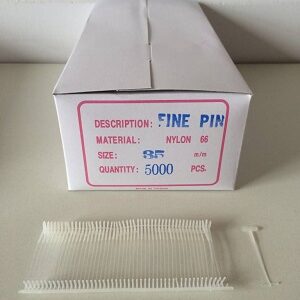 DESCRIPTION: FINE PIN
MATERIAL: NYLON 66
SIZE: 35 m/m
QUANTITY: 5000 PCS.